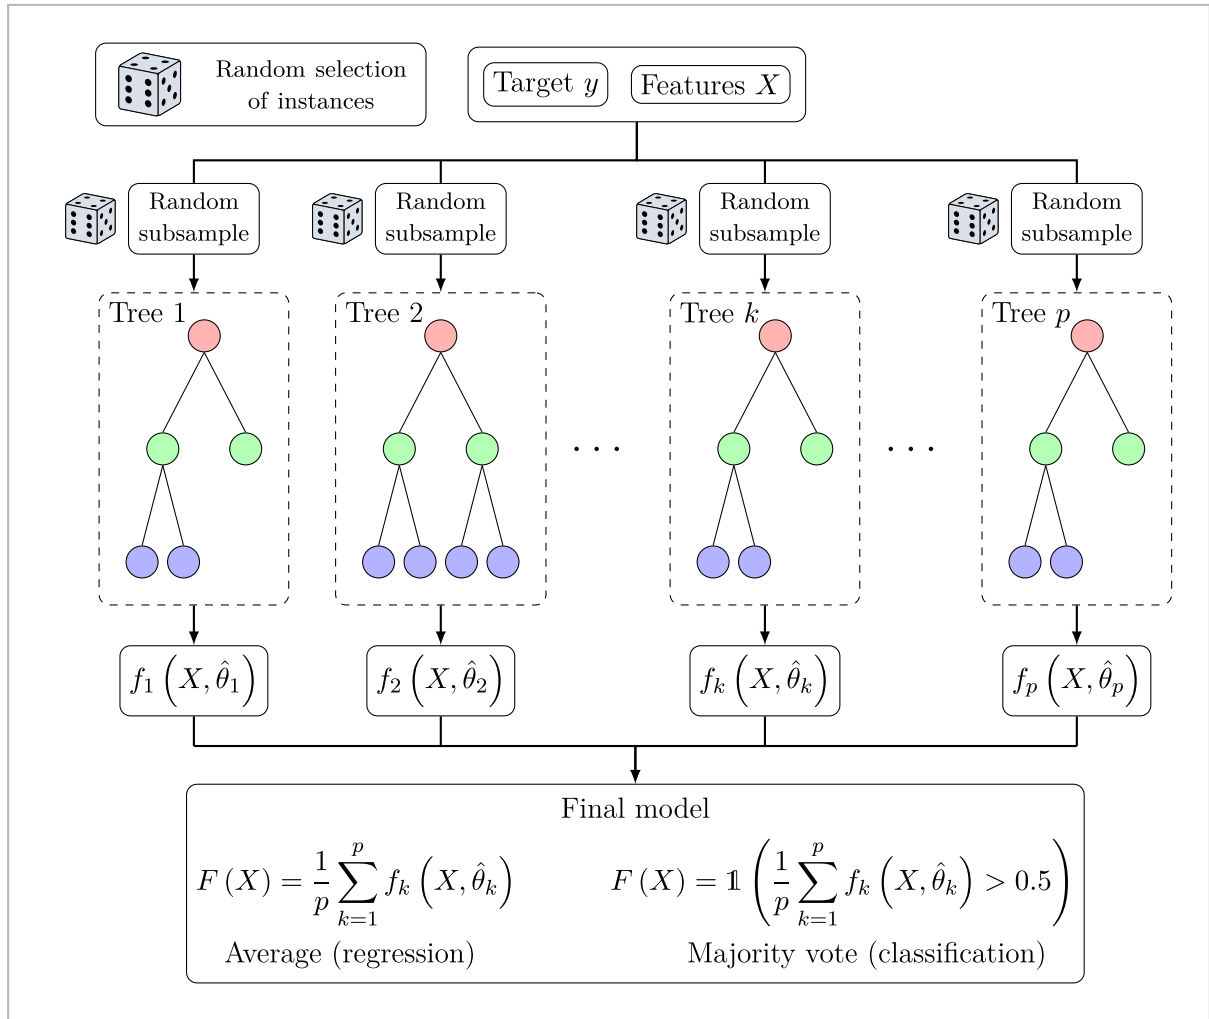 Random selection
of instances
Target y Features X
Random
subsample
Random
subsample
Random
subsample
Random
subsample
Tree 1
Tree 2
Tree k
Tree p
. . .
. . .
f₁ (X, θ̂₁)
f₂ (X, θ̂₂)
fₖ (X, θ̂ₖ)
fₚ (X, θ̂ₚ)
Final model
F (X) = 1/p ∑ₖ₌₁ᵖ fₖ (X, θ̂ₖ)
F (X) = 𝟙 (1/p ∑ₖ₌₁ᵖ fₖ (X, θ̂ₖ) > 0.5)
Average (regression)
Majority vote (classification)